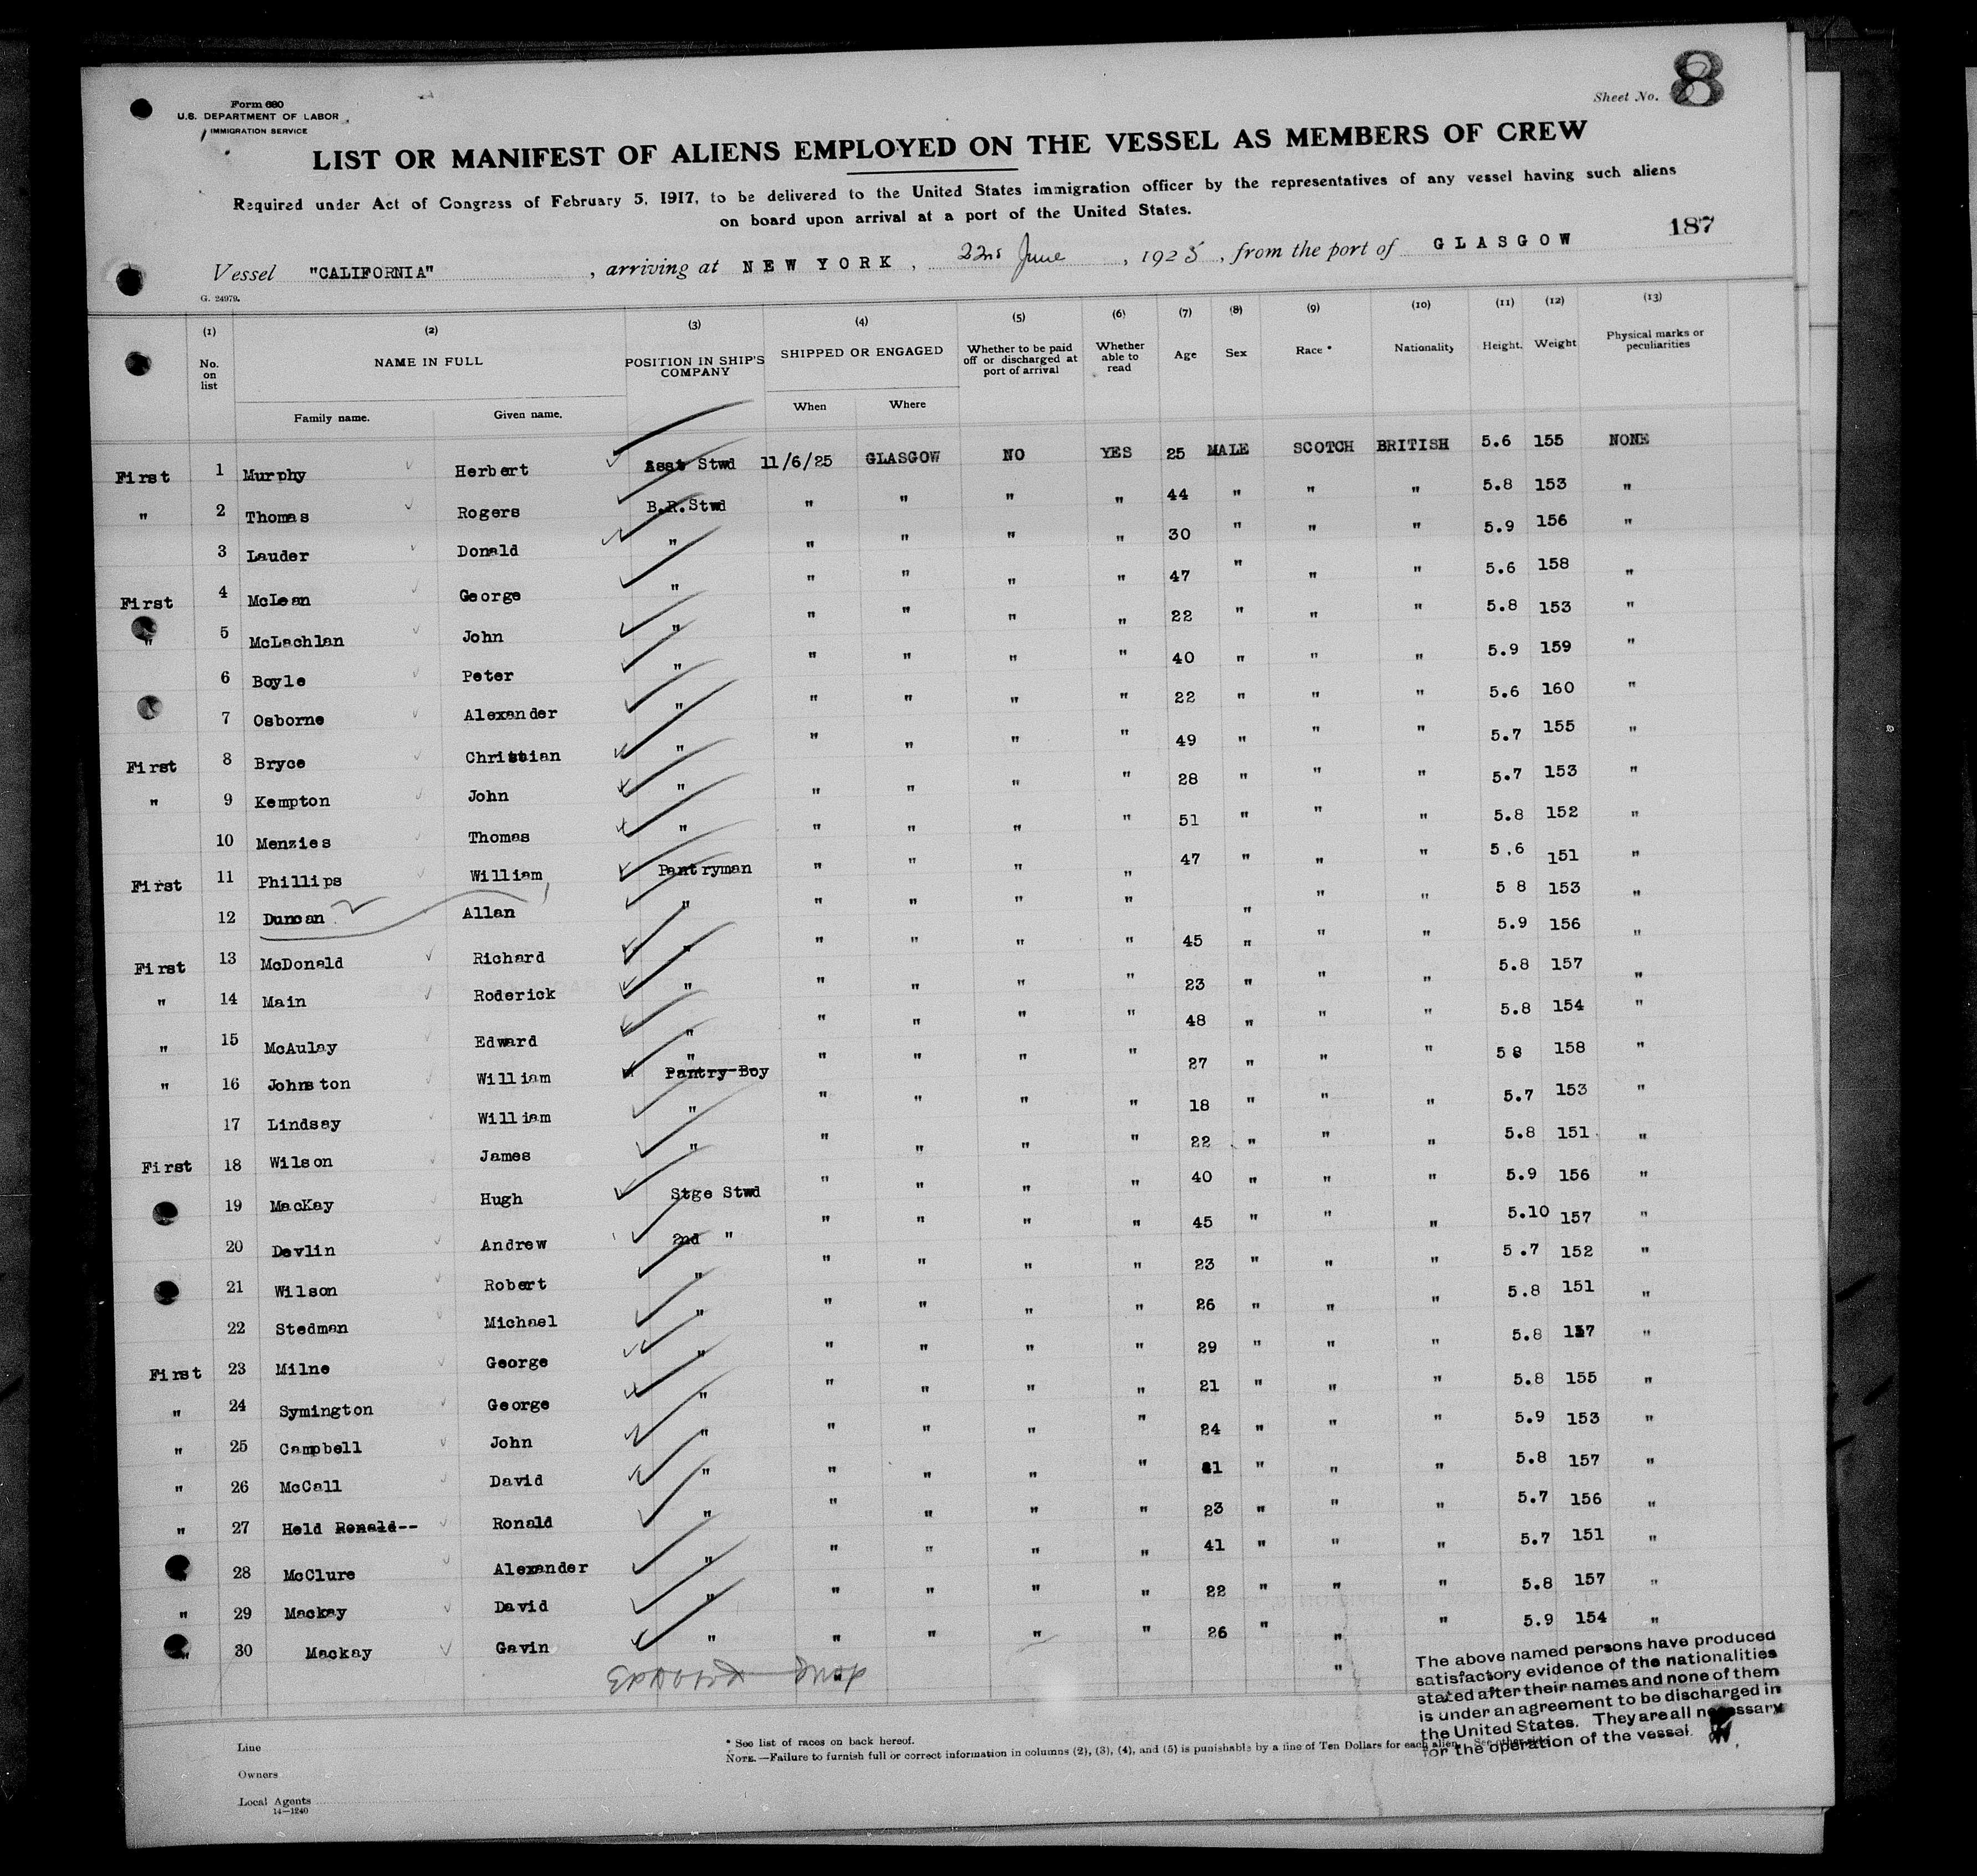 Form 680
U.S. DEPARTMENT OF LABOR
IMMIGRATION SERVICE
Sheet No. 8
LIST OR MANIFEST OF ALIENS EMPLOYED ON THE VESSEL AS MEMBERS OF CREW
Required under Act of Congress of February 5, 1917, to be delivered to the United States immigration officer by the representatives of any vessel having such aliens
on board upon arrival at a port of the United States.
187
Vessel "CALIFORNIA" , arriving at NEW YORK , 22nd June , 1925 , from the port of GLASGOW
G. 24979.
(1) (2) (3) (4) (5) (6) (7) (8) (9) (10) (11) (12) (13)
No. on list NAME IN FULL POSITION IN SHIP'S COMPANY SHIPPED OR ENGAGED Whether to be paid off or discharged at port of arrival Whether able to read Age Sex Race * Nationality Height. Weight Physical marks or peculiarities
Family name. Given name. When Where
First 1 Murphy Herbert Asst Stwd 11/6/25 GLASGOW NO YES 25 MALE SCOTCH BRITISH 5.6 155 NONE
" 2 Thomas Rogers B.R.Stwd " " " " 44 " " " 5.8 153 "
3 Lauder Donald " " " " " 30 " " " 5.9 156 "
First 4 McLean George " " " " " 47 " " " 5.6 158 "
" 5 McLachlan John " " " " " 22 " " " 5.8 153 "
6 Boyle Peter " " " " " 40 " " " 5.9 159 "
7 Osborne Alexander " " " " " 22 " " " 5.6 160 "
First 8 Bryce Christian " " " " " 49 " " " 5.7 155 "
" 9 Kempton John " " " " " 28 " " " 5.7 153 "
10 Menzies Thomas " " " " " 51 " " " 5.8 152 "
First 11 Phillips William Pantryman " " " " 47 " " " 5.6 151 "
12 Duncan Allan " " " " " " " " 5 8 153 "
First 13 McDonald Richard " " " " " 45 " " " 5.9 156 "
" 14 Main Roderick " " " " " 23 " " " 5.8 157 "
" 15 McAulay Edward " " " " " 48 " " " 5.8 154 "
" 16 Johnston William " Pantry-Boy " " " " 27 " " " 5 8 158 "
17 Lindsay William " " " " " 18 " " " 5.7 153 "
First 18 Wilson James " " " " " 22 " " " 5.8 151 "
19 MacKay Hugh Stge Stwd " " " " 40 " " " 5.9 156 "
20 Devlin Andrew 2nd " " " " " 45 " " " 5.10 157 "
21 Wilson Robert " " " " " 23 " " " 5.7 152 "
22 Stedman Michael " " " " " 26 " " " 5.8 151 "
First 23 Milne George " " " " " 29 " " " 5.8 "
" 24 Symington George " " " " " 21 " " " 5.8 155 "
" 25 Campbell John " " " " " 24 " " " 5.9 153 "
" 26 McCall David " " " " " " " " 5.8 157 "
" 27 Held Ronald-- Ronald " " " " " 23 " " " 5.7 156 "
" 28 McClure Alexander " " " " " 41 " " " 5.7 151 "
" 29 Mackay David " " " " " 22 " " " 5.8 157 "
" 30 Mackay Gavin " " " " " 26 " " " 5.9 154 "
The above named persons have produced
satisfactory evidence of the nationalities
stated after their names and none of them
is under an agreement to be discharged in
the United States. They are all necessary
for the operation of the vessel.
Line
* See list of races on back hereof.
NOTE.—Failure to furnish full or correct information in columns (2), (3), (4), and (5) is punishable by a fine of Ten Dollars for each alien. See other side
Owners
Local Agents
14—1240